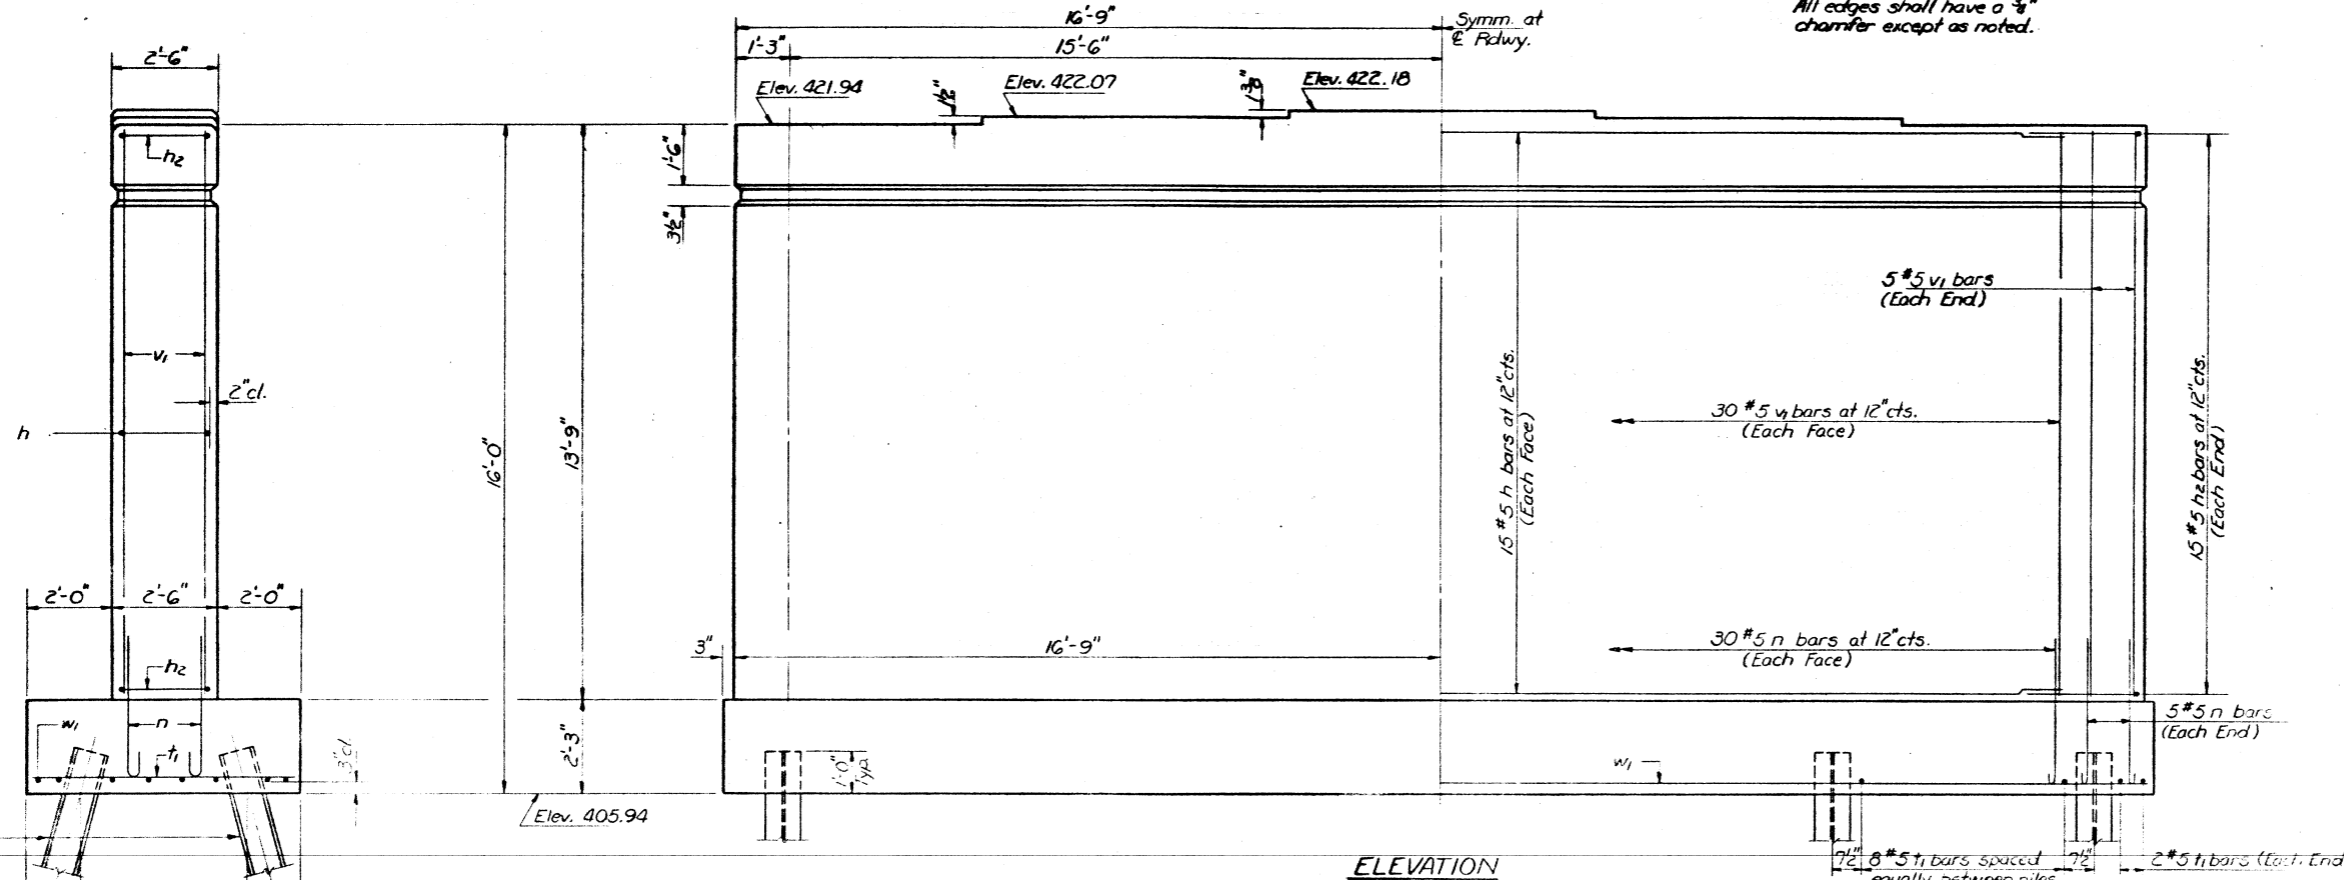 All edges shall have a 3/4"
chamfer except as noted.
16'-9"
Symm. at
℄ Rdwy.
1'-3"
15'-6"
2'-6"
Elev. 421.94
1½"
Elev. 422.07
1⅜"
Elev. 422.18
h2
1'-6"
3½"
5 #5 v1 bars
(Each End)
v1
2" cl.
h
16'-0"
13'-9"
15 #5 h bars at 12" cts.
(Each Face)
30 #5 v1 bars at 12" cts.
(Each Face)
15 #5 h2 bars at 12" cts.
(Each End)
2'-0"
2'-6"
2'-0"
3"
16'-9"
30 #5 n bars at 12" cts.
(Each Face)
h2
w1
n
t1
3" cl.
2'-3"
1'-0"
Typ.
w1
5 #5 n bars
(Each End)
Elev. 405.94
ELEVATION
7½"
8 #5 t1 bars spaced
equally between piles
7½"
2 #5 t1 bars (Each End